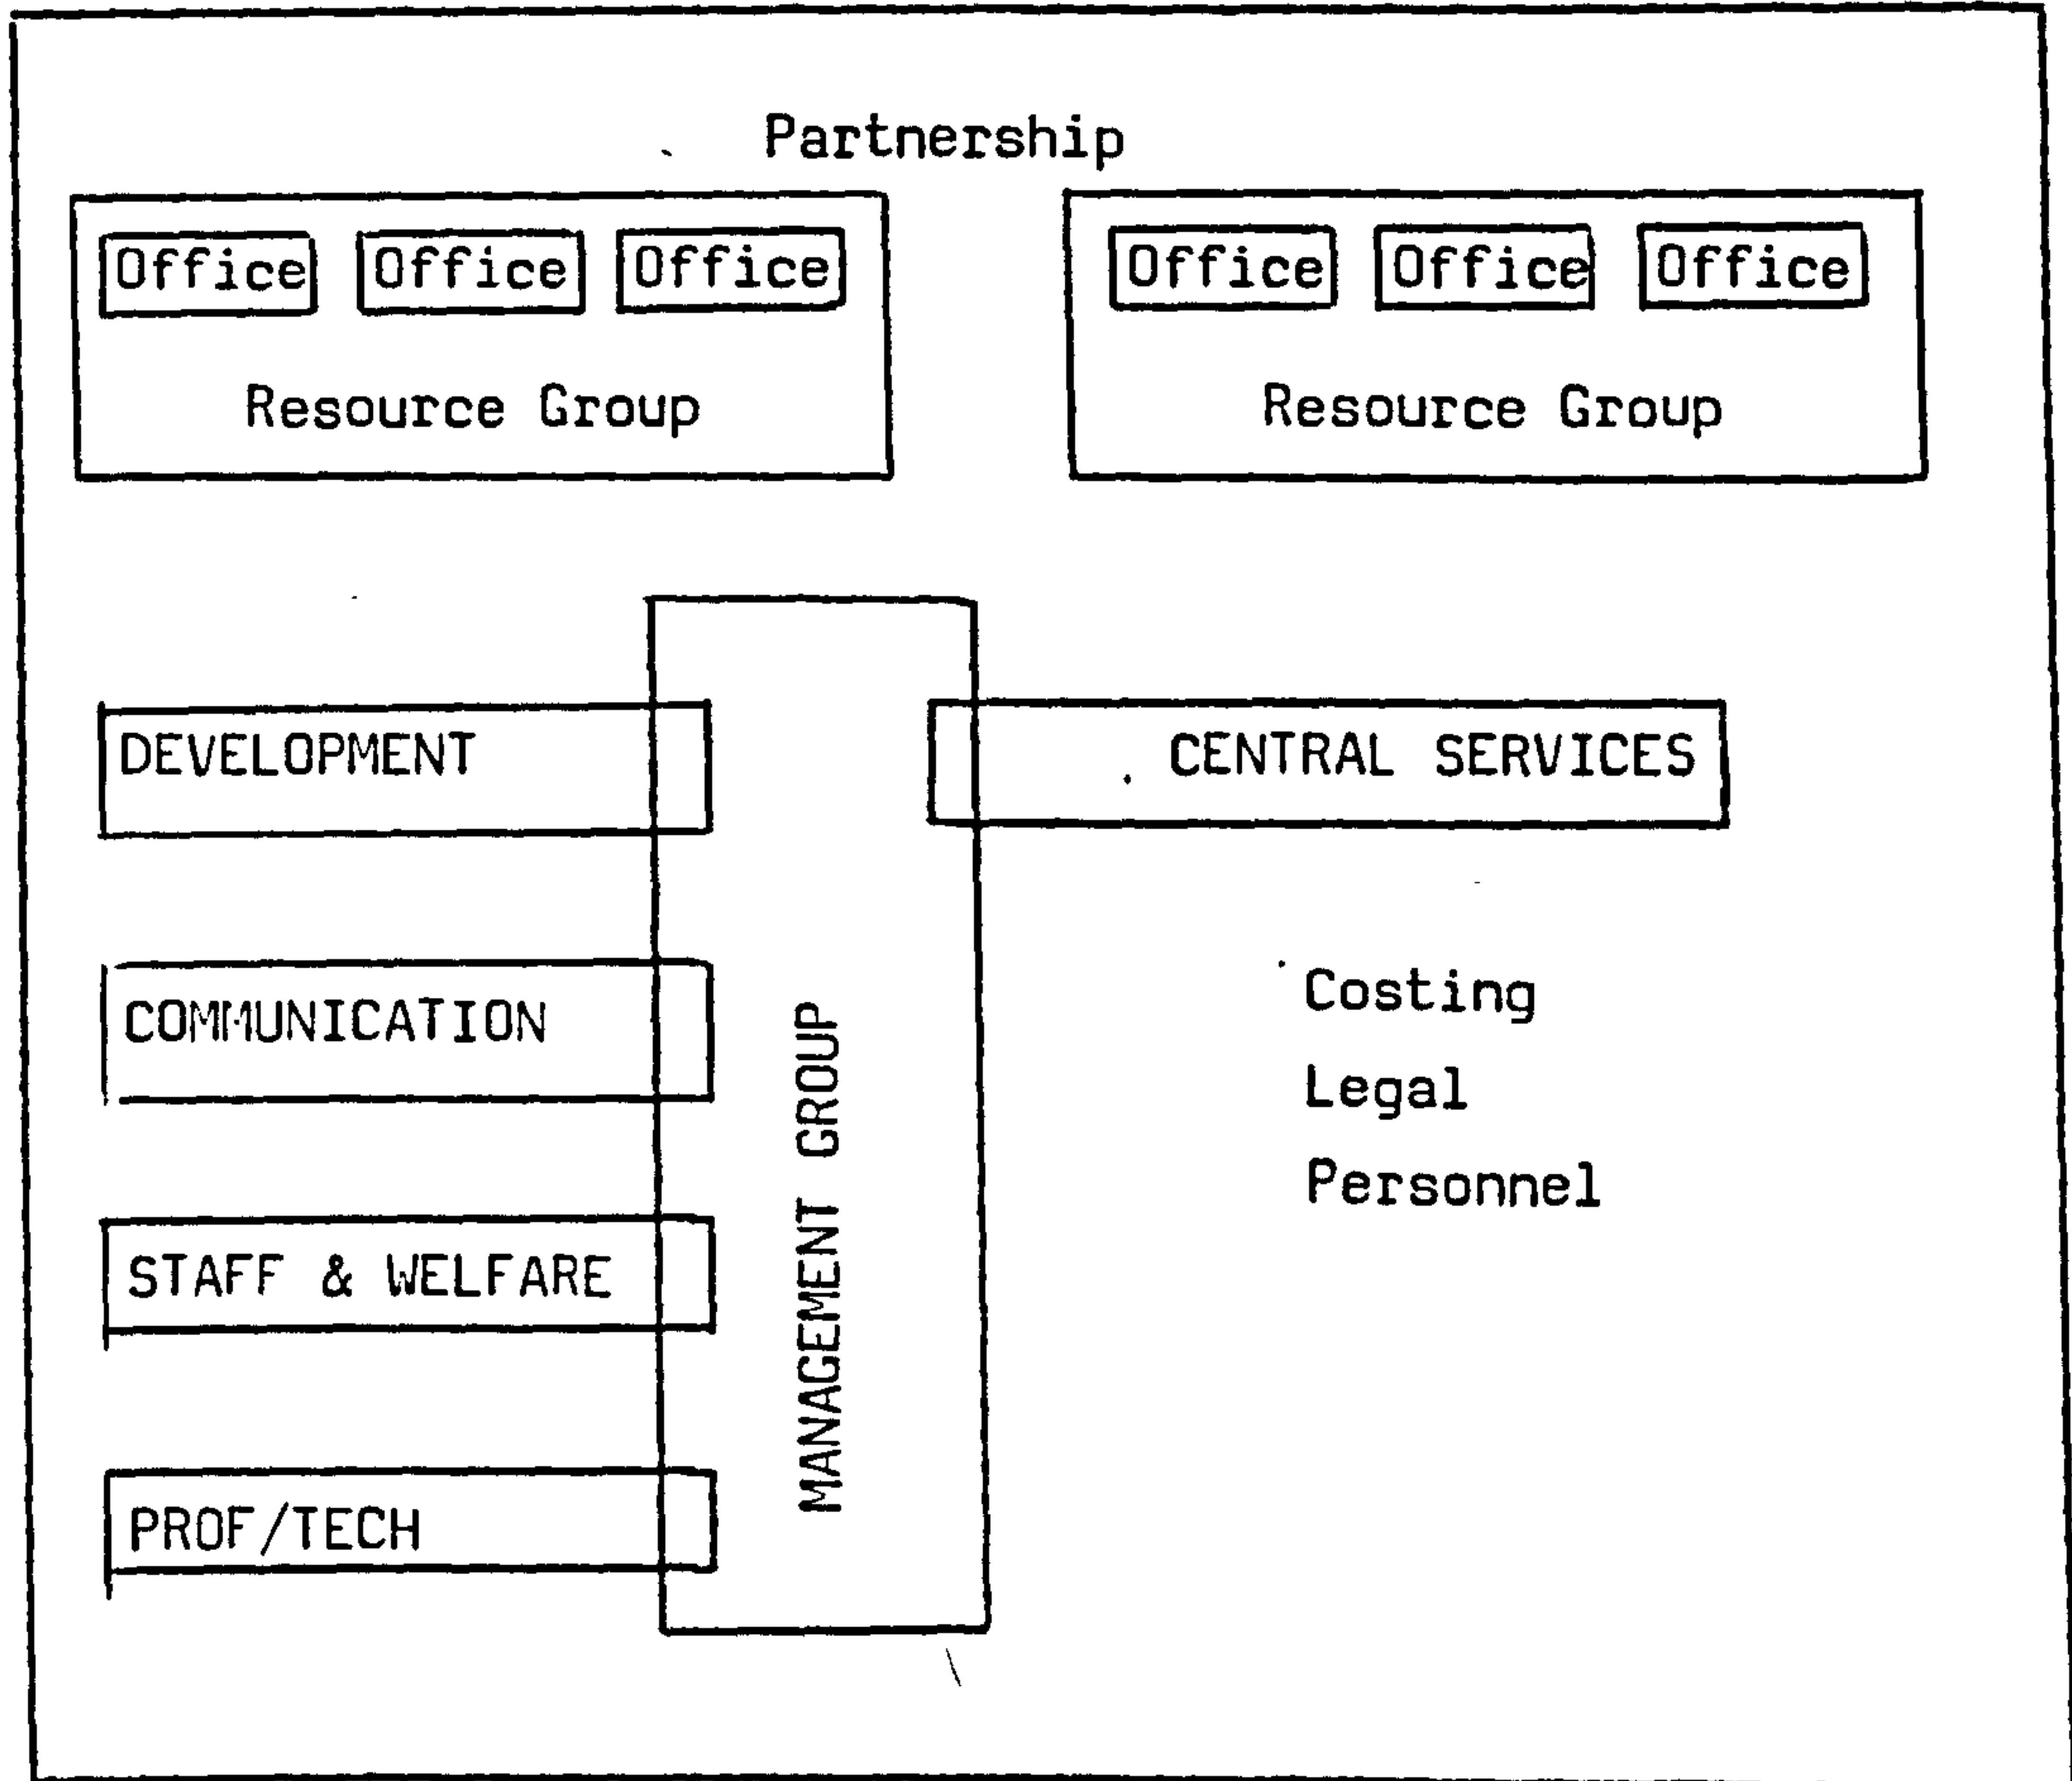 Partnership
Office Office Office Office Office Office
Resource Group Resource Group
DEVELOPMENT CENTRAL SERVICES
COMMUNICATION
Costing
Legal
Personnel
MANAGEMENT GROUP
STAFF & WELFARE
PROF/TECH